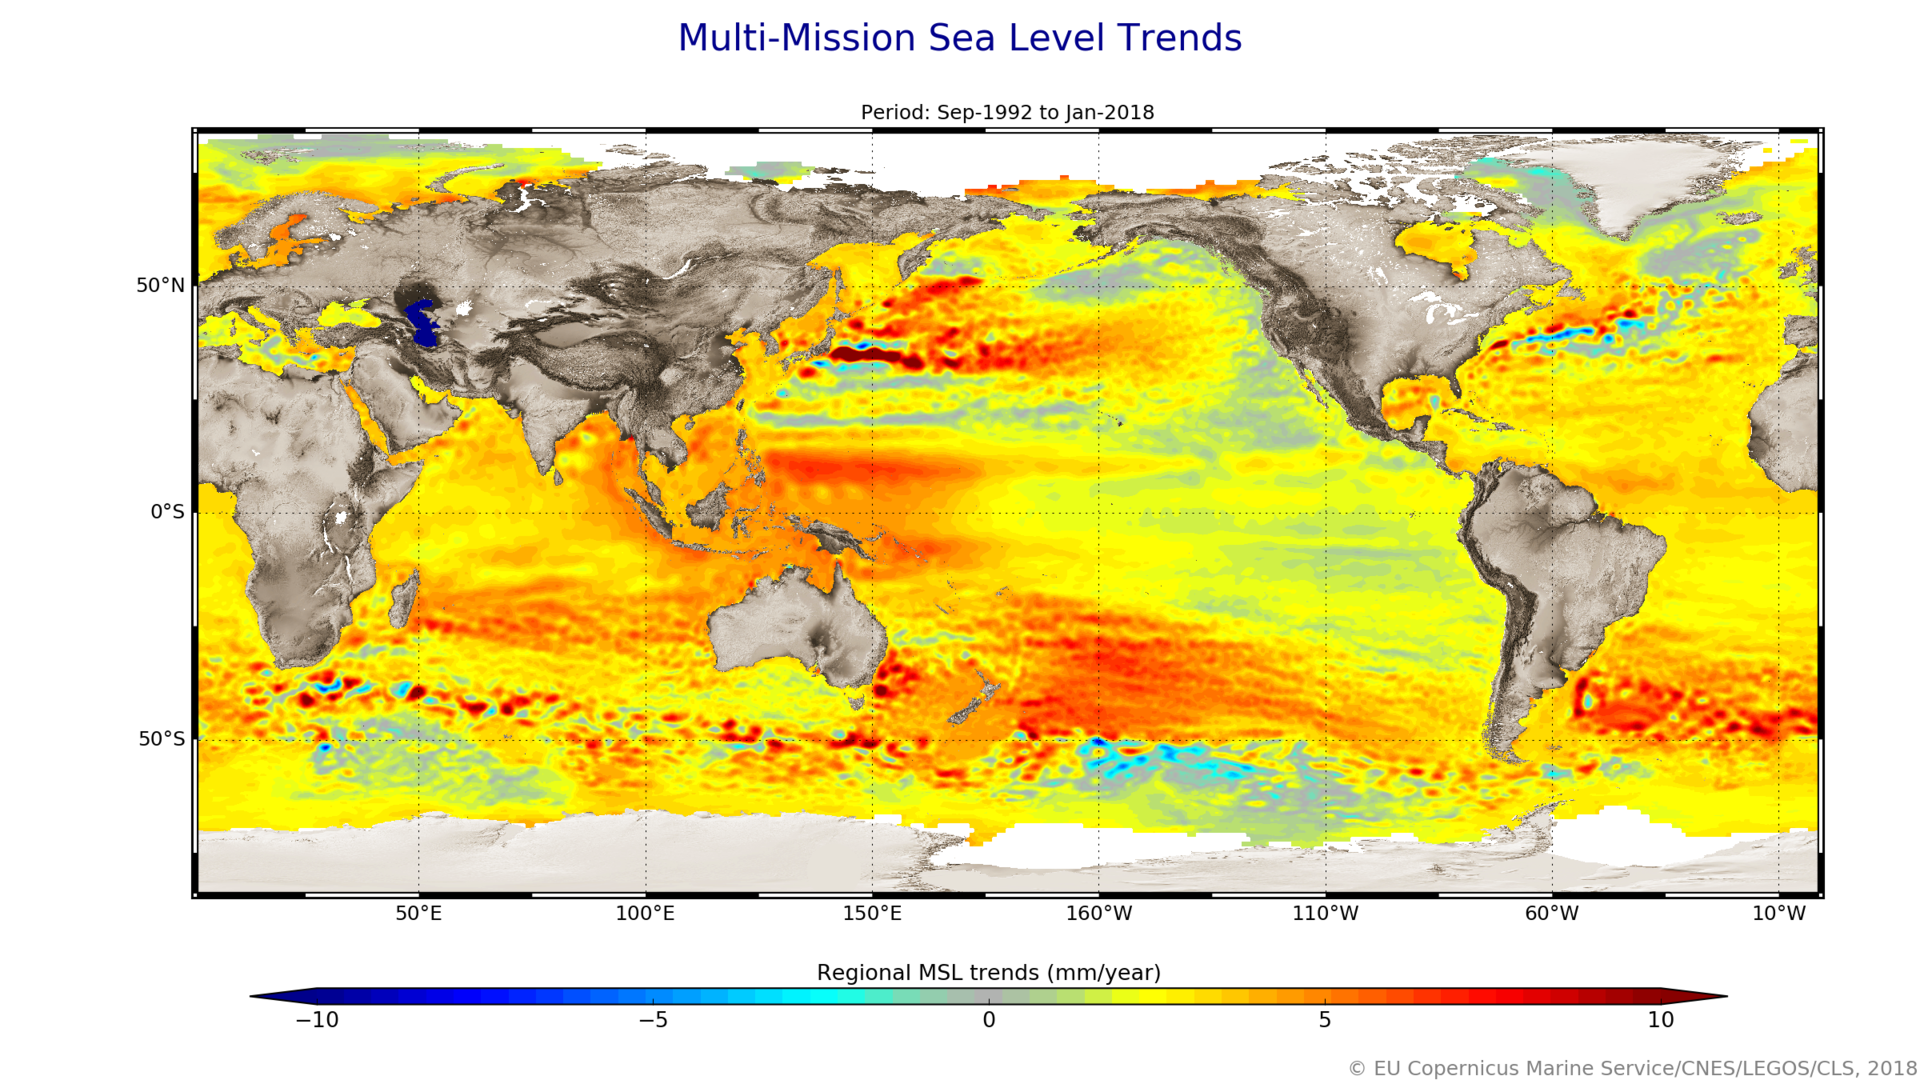 Multi-Mission Sea Level Trends
Period: Sep-1992 to Jan-2018
50°N
0°S
50°S
50°E 100°E 150°E 160°W 110°W 60°W 10°W
Regional MSL trends (mm/year)
−10 −5 0 5 10
© EU Copernicus Marine Service/CNES/LEGOS/CLS, 2018